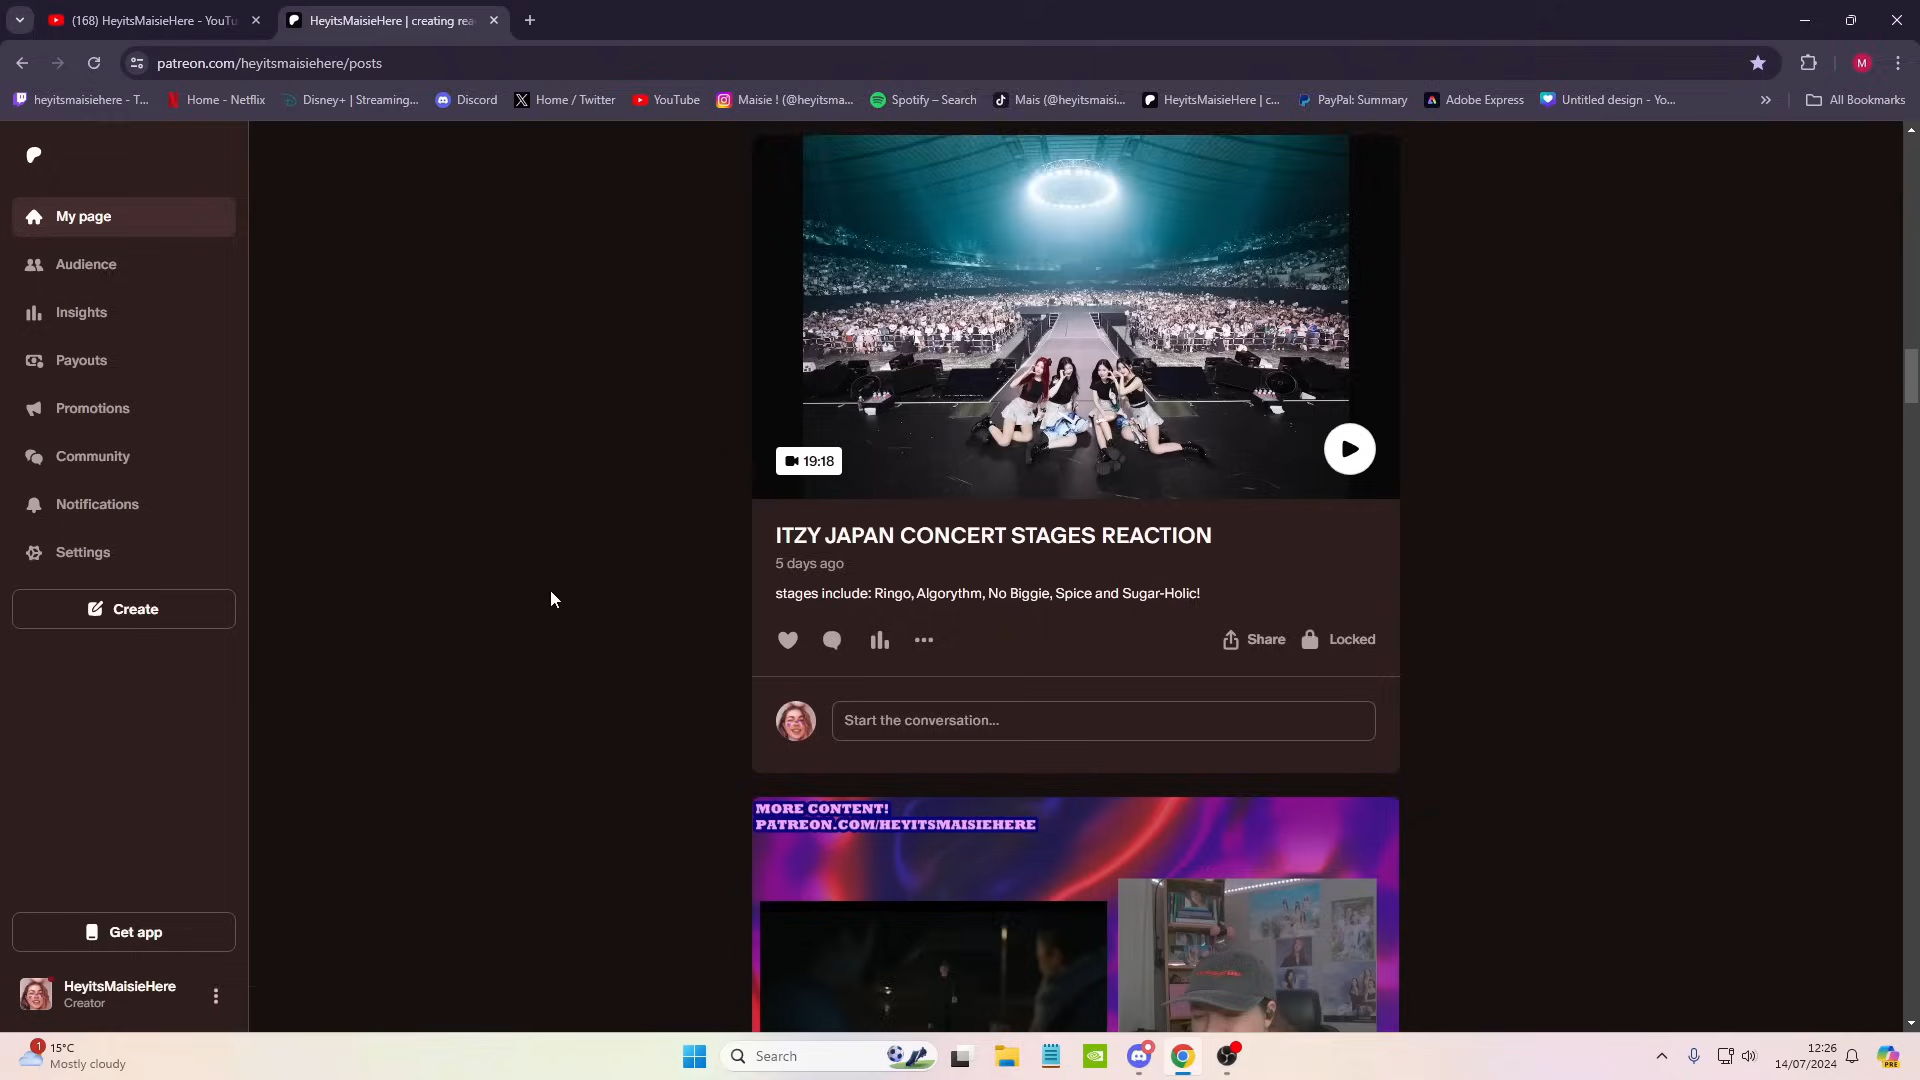 (168) HeyitsMaisieHere - YouTu
HeyitsMaisieHere | creating rea
patreon.com/heyitsmaisiehere/posts
M
heyitsmaisiehere - T...
Home - Netflix
Disney+ | Streaming...
Discord
Home / Twitter
YouTube
Maisie ! (@heyitsma...
Spotify – Search
Mais (@heyitsmaisi...
HeyitsMaisieHere | c...
PayPal: Summary
Adobe Express
Untitled design - Yo...
All Bookmarks
My page
Audience
Insights
Payouts
Promotions
Community
Notifications
Settings
Create
Get app
HeyitsMaisieHere
Creator
19:18
ITZY JAPAN CONCERT STAGES REACTION
5 days ago
stages include: Ringo, Algorythm, No Biggie, Spice and Sugar-Holic!
Share
Locked
Start the conversation...
MORE CONTENT!
PATREON.COM/HEYITSMAISIEHERE
1
15°C
Mostly cloudy
Search
12:26
14/07/2024
PRE